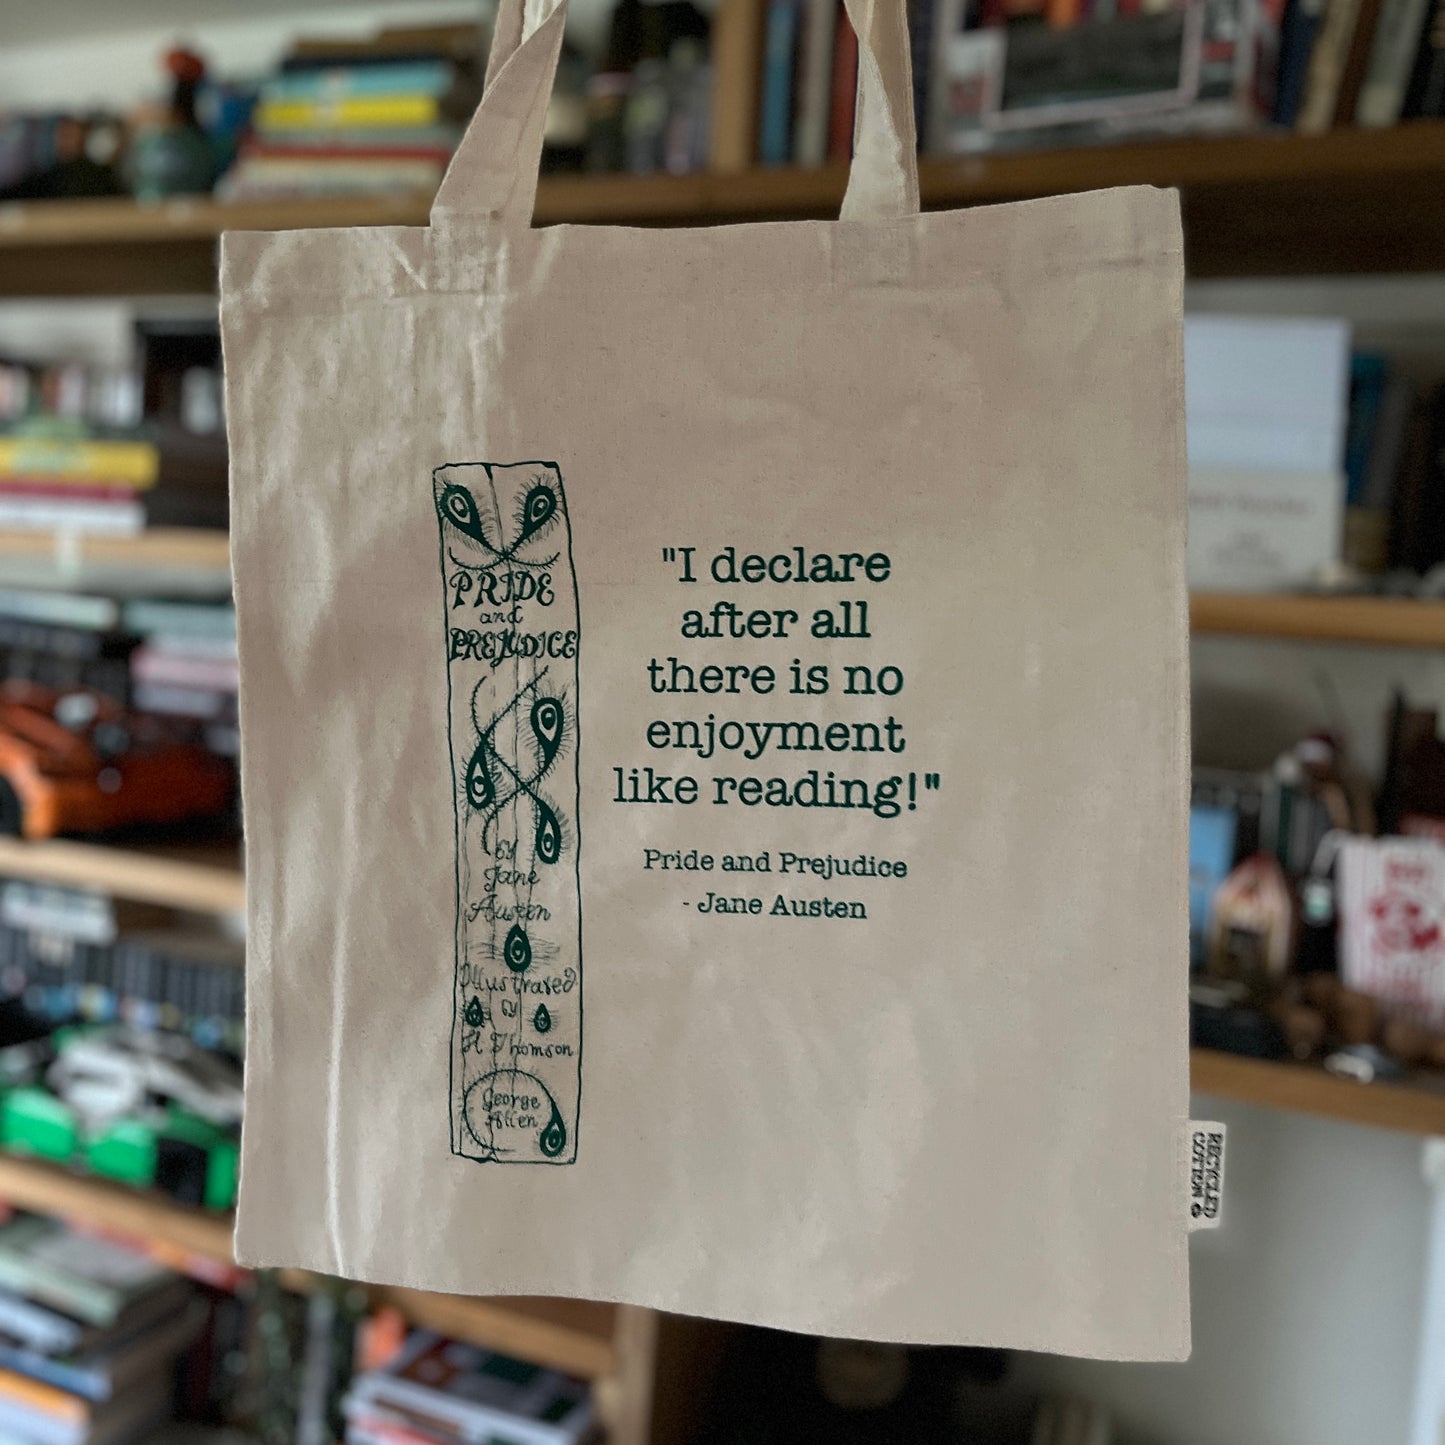 PRIDE
and
PREJUDICE
by
Jane
Austen
Illustrated
by
H Thomson
George
Allen
"I declare
after all
there is no
enjoyment
like reading!"
Pride and Prejudice
- Jane Austen
RECYCLED
COTTON